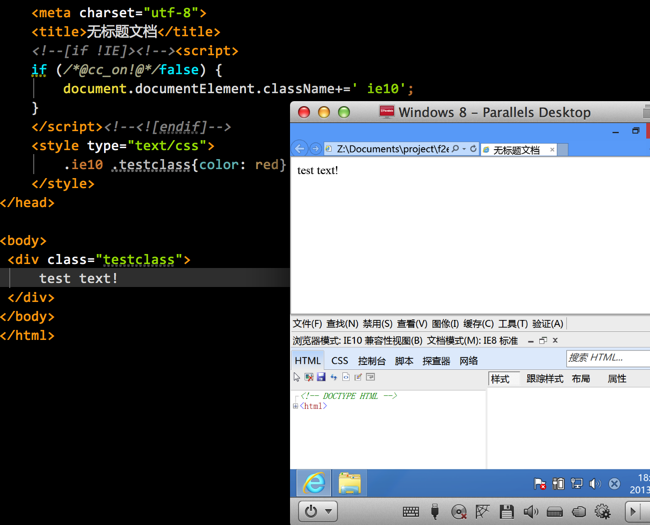 <meta charset="utf-8">
<title>无标题文档</title>
<!--[if !IE]><!--><script>
if (/*@cc_on!@*/false) {
document.documentElement.className+=' ie10';
}
</script><!--<![endif]-->
<style type="text/css">
.ie10 .testclass{color: red}
</style>
</head>
<body>
<div class="testclass">
test text!
</div>
</body>
</html>
Windows 8 - Parallels Desktop
Z:\Documents\project\f2e
无标题文档
test text!
文件(F) 查找(N) 禁用(S) 查看(V) 图像(I) 缓存(C) 工具(T) 验证(A)
浏览器模式: IE10 兼容性视图(B) 文档模式(M): IE8 标准
HTML CSS 控制台 脚本 探查器 网络
搜索 HTML...
样式 跟踪样式 布局 属性
<!-- DOCTYPE HTML -->
<html>
18:
2013